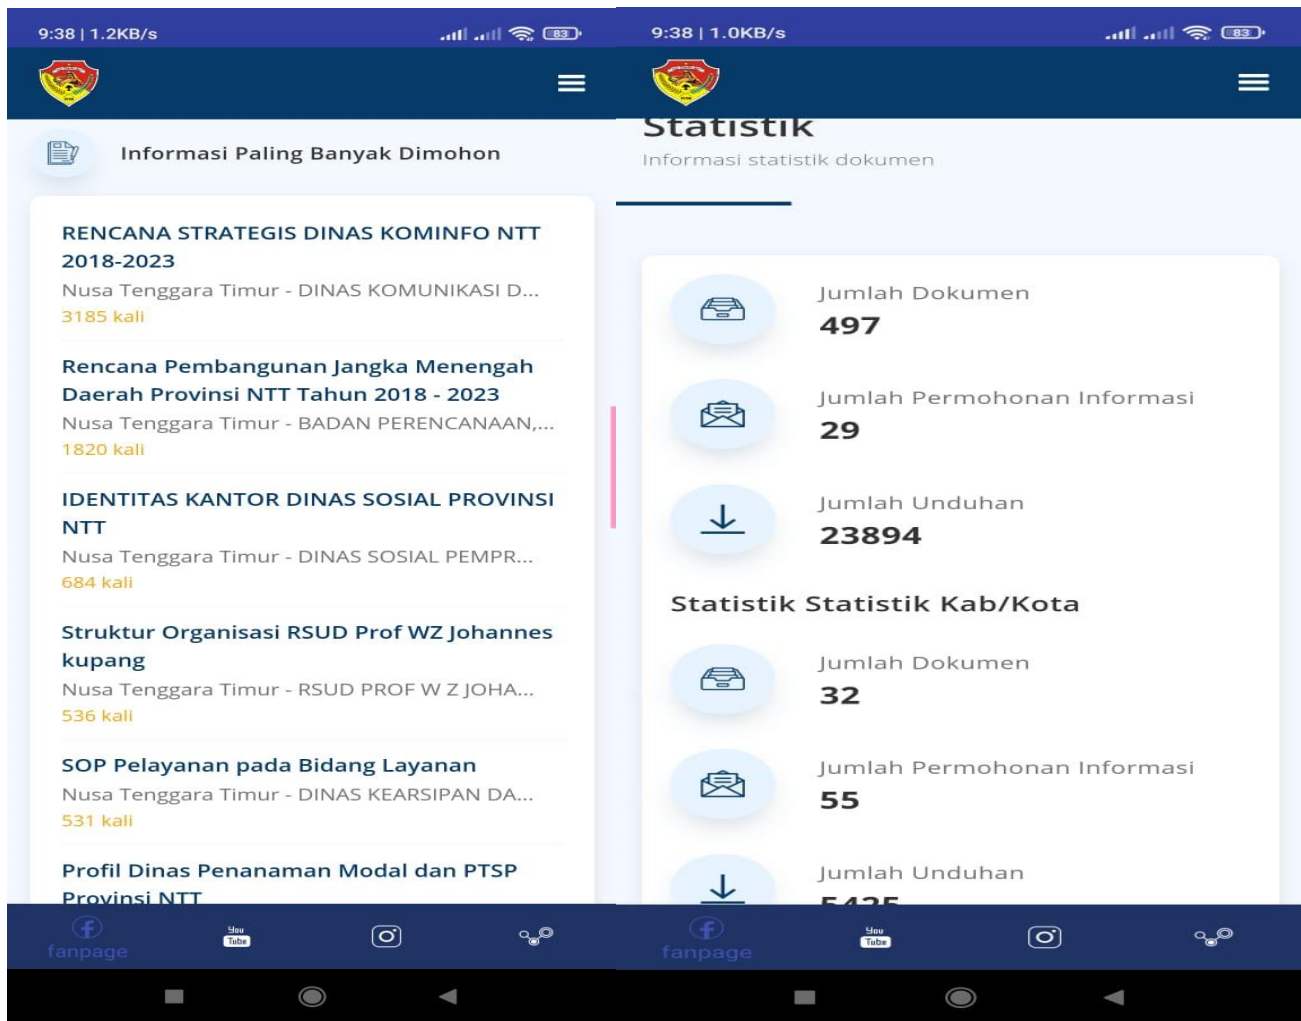 9:38 | 1.2KB/s
83
Informasi Paling Banyak Dimohon
RENCANA STRATEGIS DINAS KOMINFO NTT
2018-2023
Nusa Tenggara Timur - DINAS KOMUNIKASI D...
3185 kali
Rencana Pembangunan Jangka Menengah
Daerah Provinsi NTT Tahun 2018 - 2023
Nusa Tenggara Timur - BADAN PERENCANAAN,...
1820 kali
IDENTITAS KANTOR DINAS SOSIAL PROVINSI
NTT
Nusa Tenggara Timur - DINAS SOSIAL PEMPR...
684 kali
Struktur Organisasi RSUD Prof WZ Johannes
kupang
Nusa Tenggara Timur - RSUD PROF W Z JOHA...
536 kali
SOP Pelayanan pada Bidang Layanan
Nusa Tenggara Timur - DINAS KEARSIPAN DA...
531 kali
Profil Dinas Penanaman Modal dan PTSP
Provinsi NTT
fanpage
You
Tube
9:38 | 1.0KB/s
83
Statistik
Informasi statistik dokumen
Jumlah Dokumen
497
Jumlah Permohonan Informasi
29
Jumlah Unduhan
23894
Statistik Statistik Kab/Kota
Jumlah Dokumen
32
Jumlah Permohonan Informasi
55
Jumlah Unduhan
5425
fanpage
You
Tube